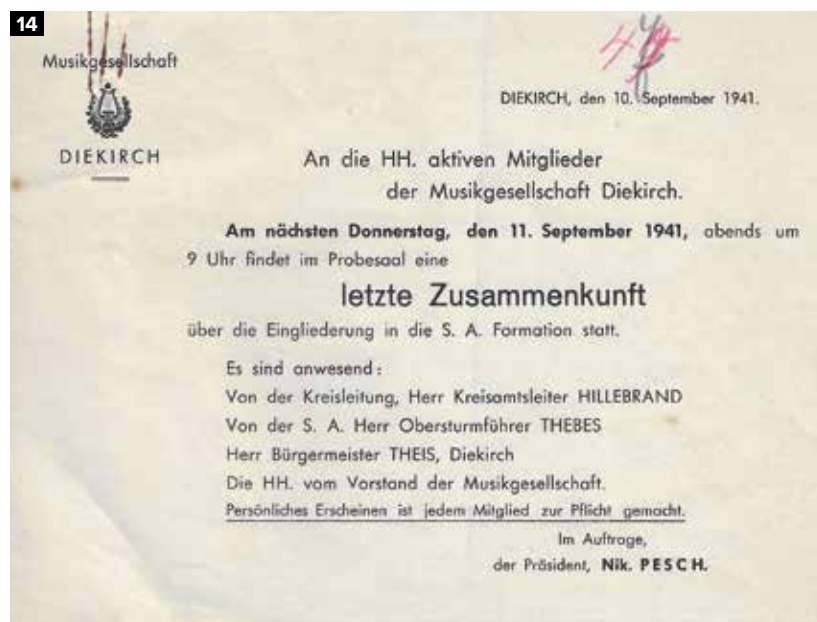 14
Musikgesellschaft
DIEKIRCH
DIEKIRCH, den 10. September 1941.
An die HH. aktiven Mitglieder
der Musikgesellschaft Diekirch.
Am nächsten Donnerstag, den 11. September 1941, abends um
9 Uhr findet im Probesaal eine
letzte Zusammenkunft
über die Eingliederung in die S. A. Formation statt.
Es sind anwesend:
Von der Kreisleitung, Herr Kreisamtsleiter HILLEBRAND
Von der S. A. Herr Obersturmführer THEBES
Herr Bürgermeister THEIS, Diekirch
Die HH. vom Vorstand der Musikgesellschaft.
Persönliches Erscheinen ist jedem Mitglied zur Pflicht gemacht.
Im Auftrage,
der Präsident, Nik. PESCH.